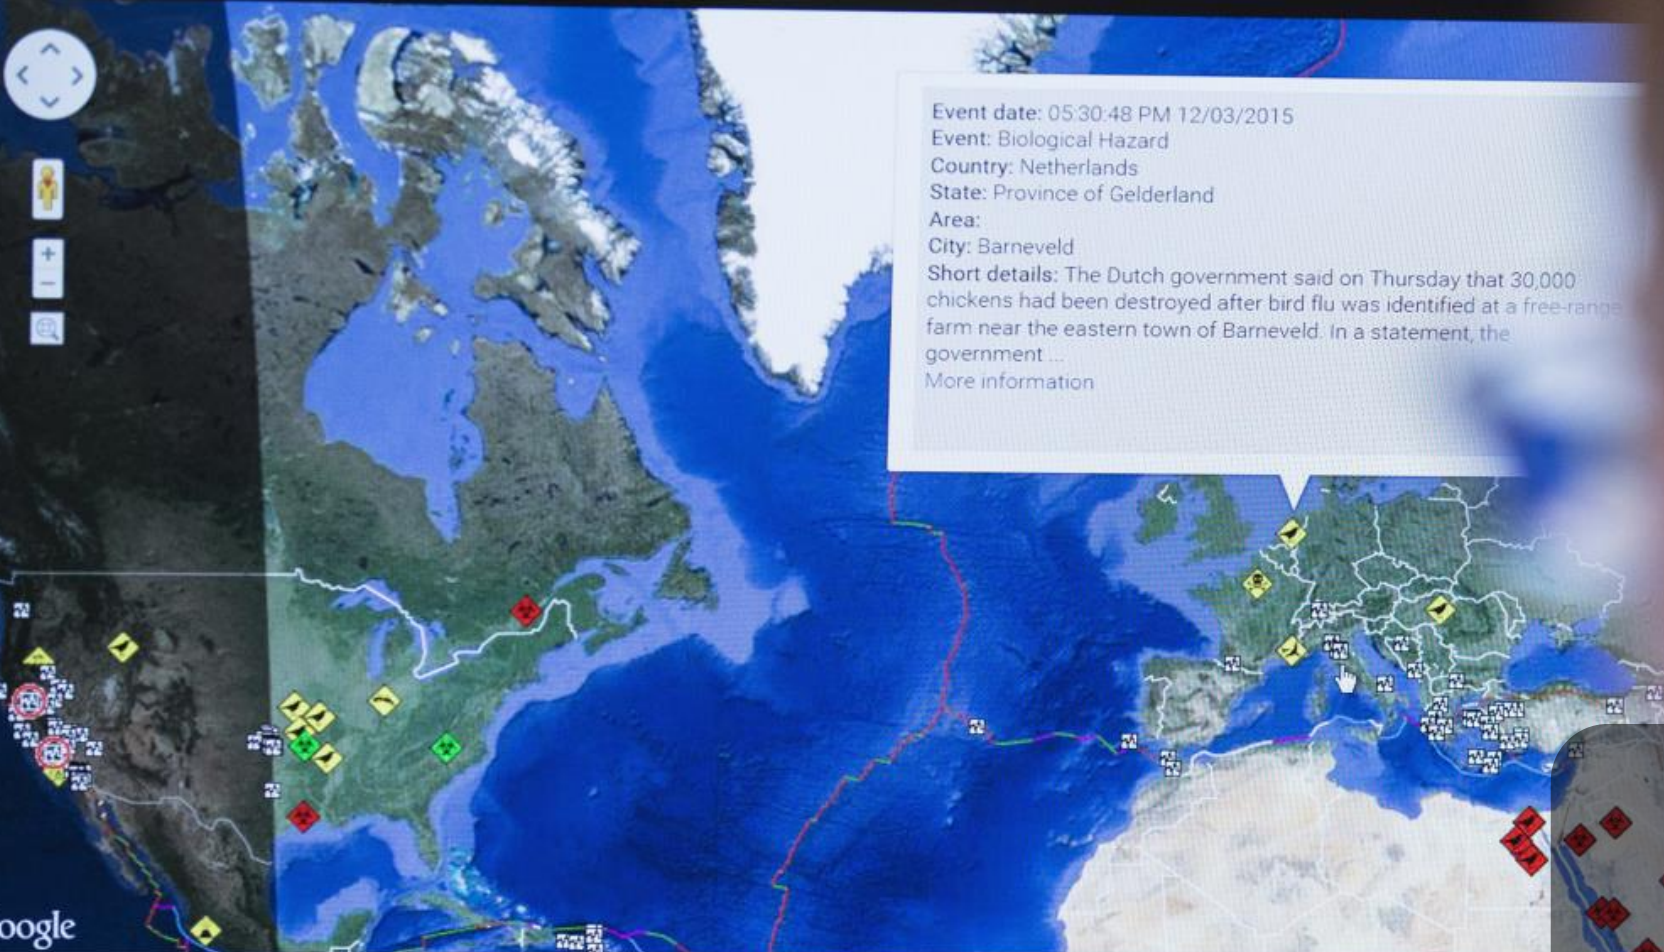 Event date: 05:30:48 PM 12/03/2015
Event: Biological Hazard
Country: Netherlands
State: Province of Gelderland
Area:
City: Barneveld
Short details: The Dutch government said on Thursday that 30,000
chickens had been destroyed after bird flu was identified at a free-range
farm near the eastern town of Barneveld. In a statement, the
government ...
More information
oogle